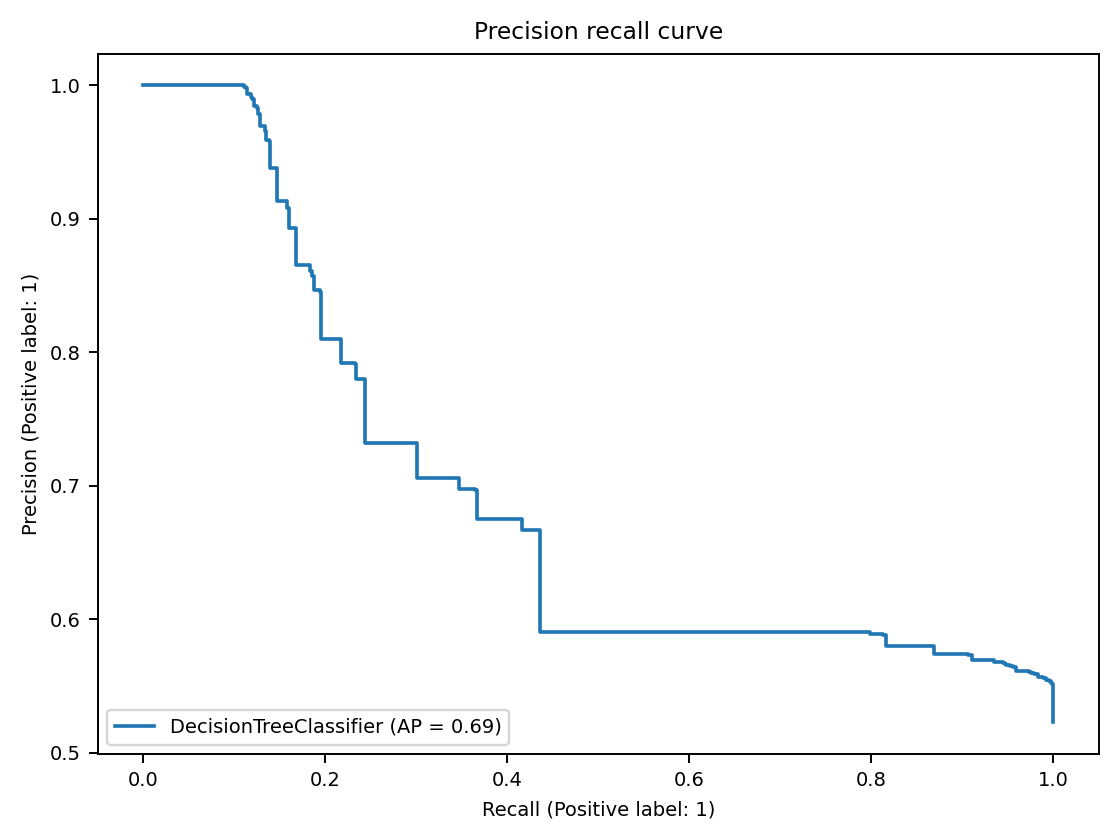 Precision recall curve
1.0
0.9
0.8
0.7
0.6
0.5
Precision (Positive label: 1)
DecisionTreeClassifier (AP = 0.69)
0.0 0.2 0.4 0.6 0.8 1.0
Recall (Positive label: 1)